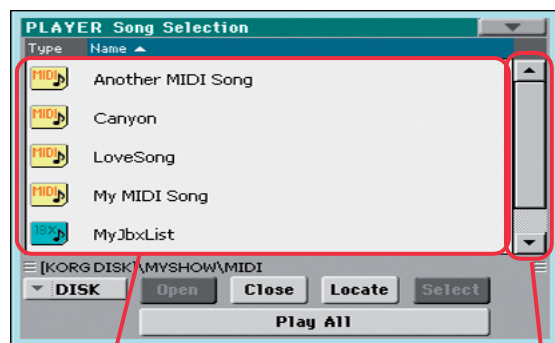 PLAYER Song Selection
Type Name
MIDI Another MIDI Song
MIDI Canyon
MIDI LoveSong
MIDI My MIDI Song
JBX MyJbxList
[KORG DISK]\MYSHOW\MIDI
DISK Open Close Locate Select
Play All